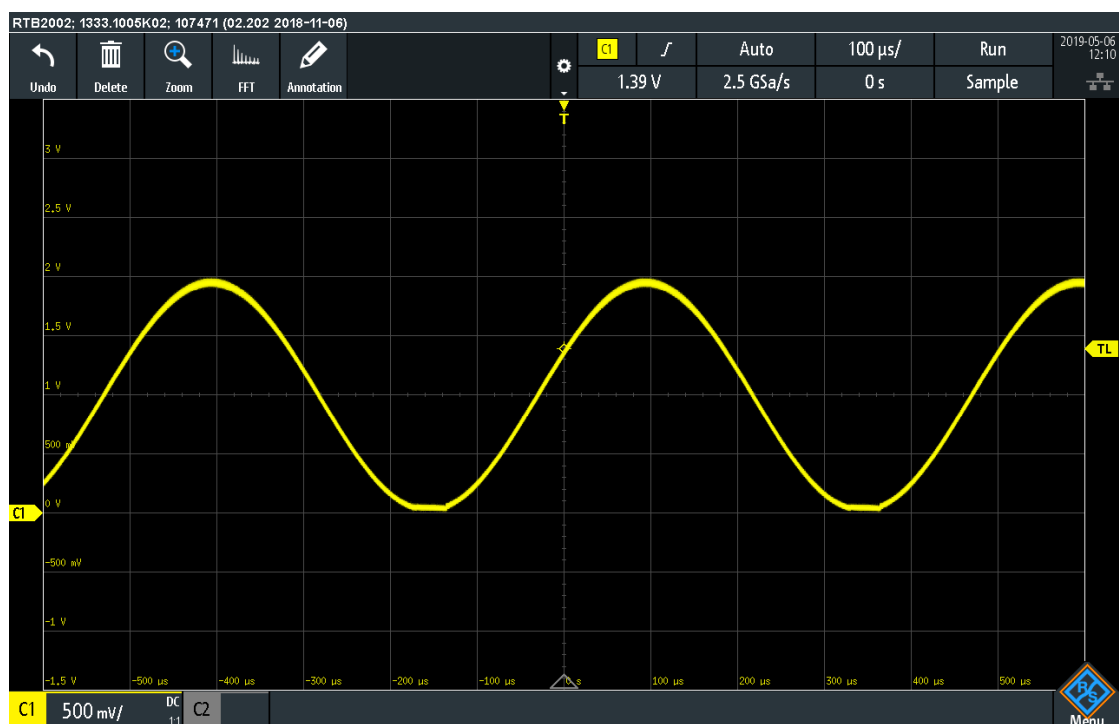 RTB2002; 1333.1005K02; 107471 (02.202 2018-11-06)
Undo Delete Zoom FFT Annotation
C1 Auto 100 µs/ Run
1.39 V 2.5 GSa/s 0 s Sample
2019-05-06
12:10
T
3 V
2.5 V
2 V
1.5 V
TL
1 V
500 mV
0 V
C1
-500 mV
-1 V
-1.5 V -500 µs -400 µs -300 µs -200 µs -100 µs 0 s 100 µs 200 µs 300 µs 400 µs 500 µs
C1 500 mV/ DC 1:1 C2
R&S
Menu